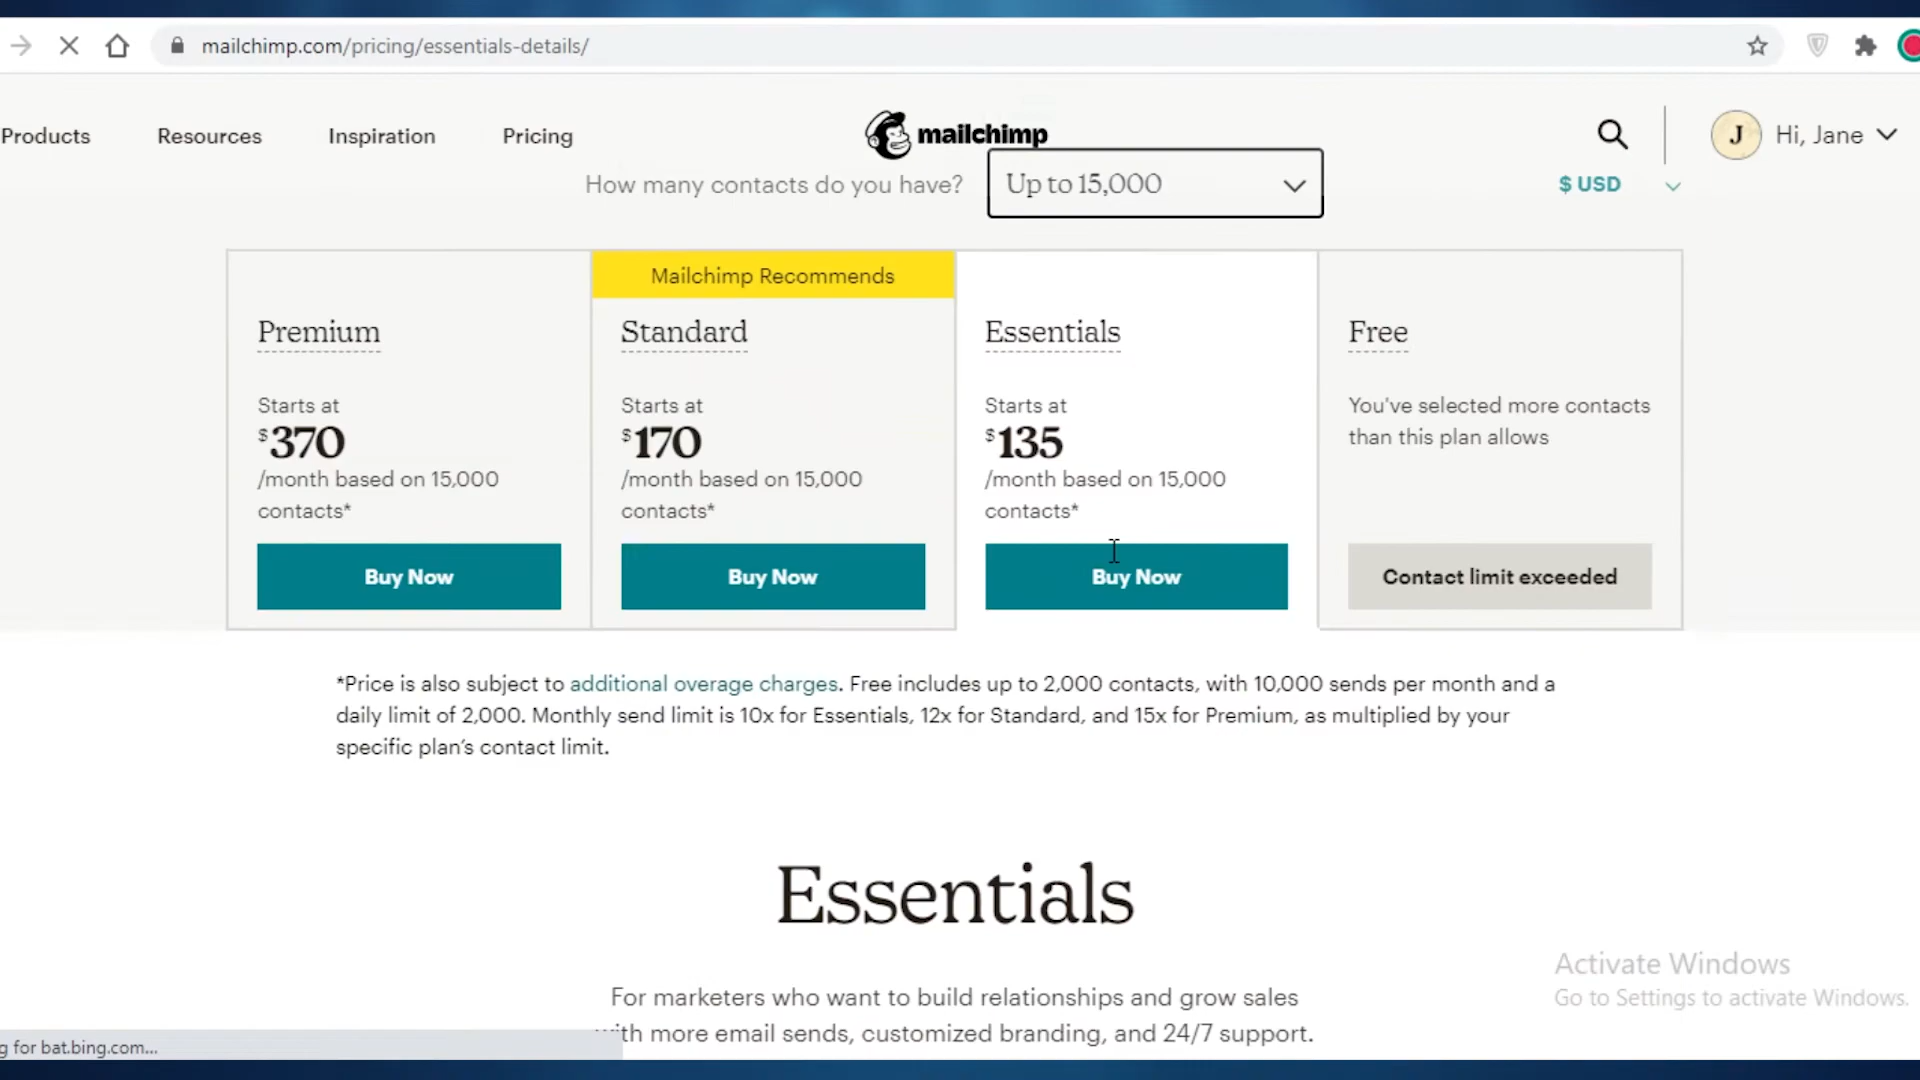 mailchimp.com/pricing/essentials-details/
Products
Resources
Inspiration
Pricing
mailchimp
J
Hi, Jane
How many contacts do you have?
Up to 15,000
$ USD
Mailchimp Recommends
Premium
Starts at
$370
/month based on 15,000
contacts*
Buy Now
Standard
Starts at
$170
/month based on 15,000
contacts*
Buy Now
Essentials
Starts at
$135
/month based on 15,000
contacts*
Buy Now
Free
You've selected more contacts
than this plan allows
Contact limit exceeded
*Price is also subject to additional overage charges. Free includes up to 2,000 contacts, with 10,000 sends per month and a
daily limit of 2,000. Monthly send limit is 10x for Essentials, 12x for Standard, and 15x for Premium, as multiplied by your
specific plan's contact limit.
Essentials
For marketers who want to build relationships and grow sales
more email sends, customized branding, and 24/7 support.
Activate Windows
Go to Settings to activate Windows.
for bat.bing.com...